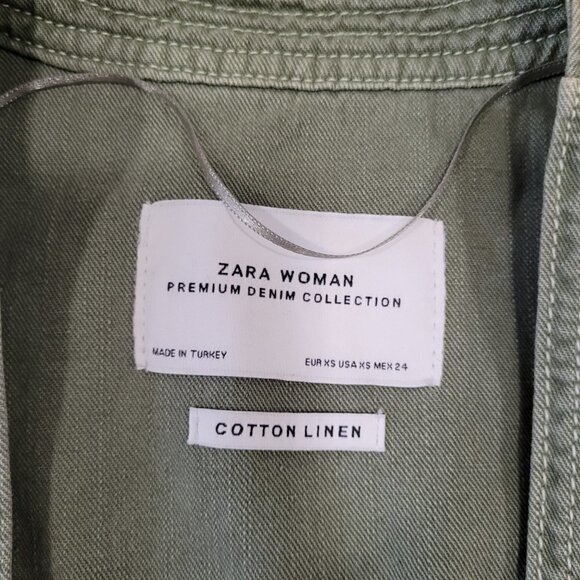 ZARA WOMAN
PREMIUM DENIM COLLECTION
MADE IN TURKEY
EUR XS USA XS MEX 24
COTTON LINEN